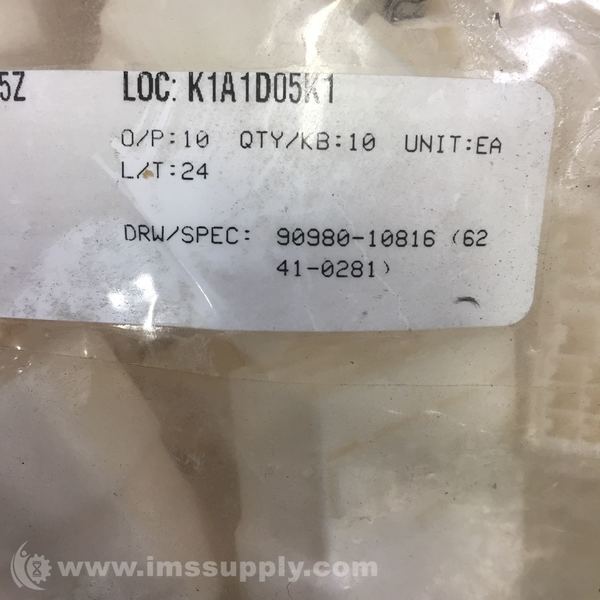 5Z LOC: K1A1D05K1
O/P:10 QTY/KB:10 UNIT:EA
L/T:24
DRW/SPEC: 90980-10816 (62
41-0281)
www.imssupply.com